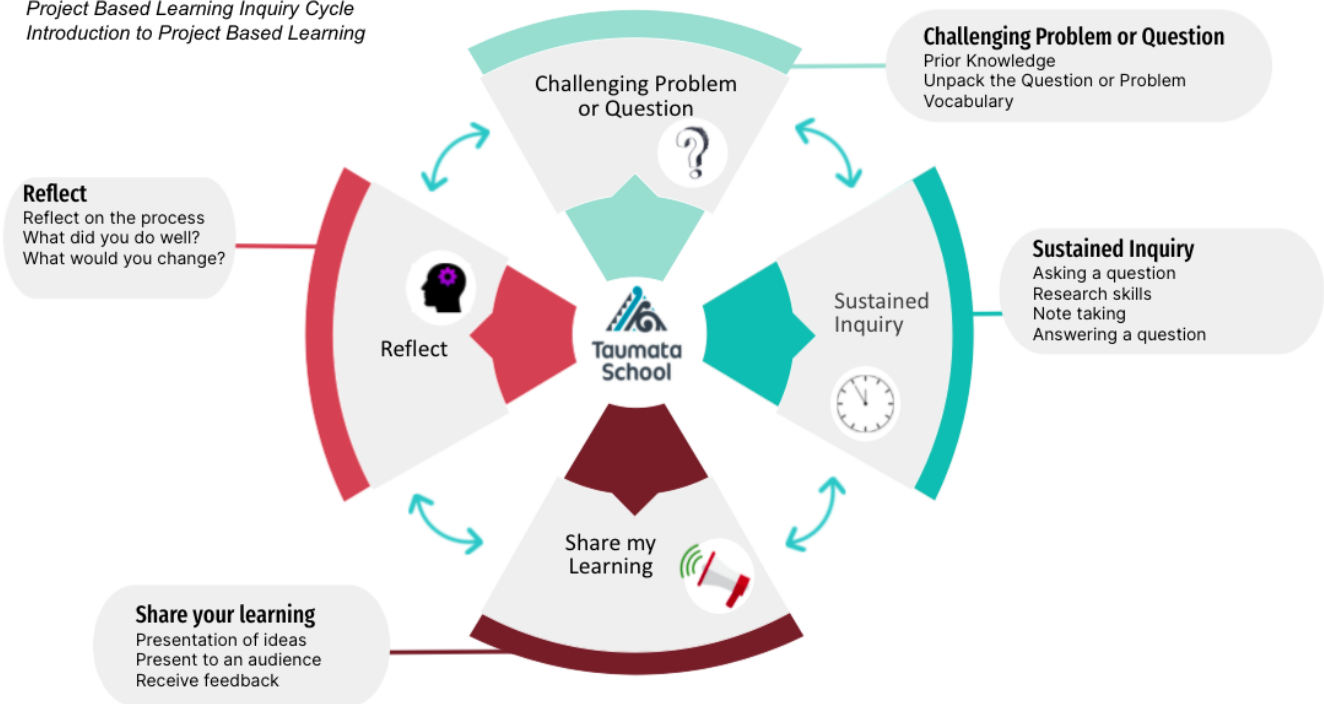 Project Based Learning Inquiry Cycle
Introduction to Project Based Learning
Challenging Problem
or Question
Challenging Problem or Question
Prior Knowledge
Unpack the Question or Problem
Vocabulary
Reflect
Reflect on the process
What did you do well?
What would you change?
Reflect
Taumata
School
Sustained
Inquiry
Sustained Inquiry
Asking a question
Research skills
Note taking
Answering a question
Share my
Learning
Share your learning
Presentation of ideas
Present to an audience
Receive feedback